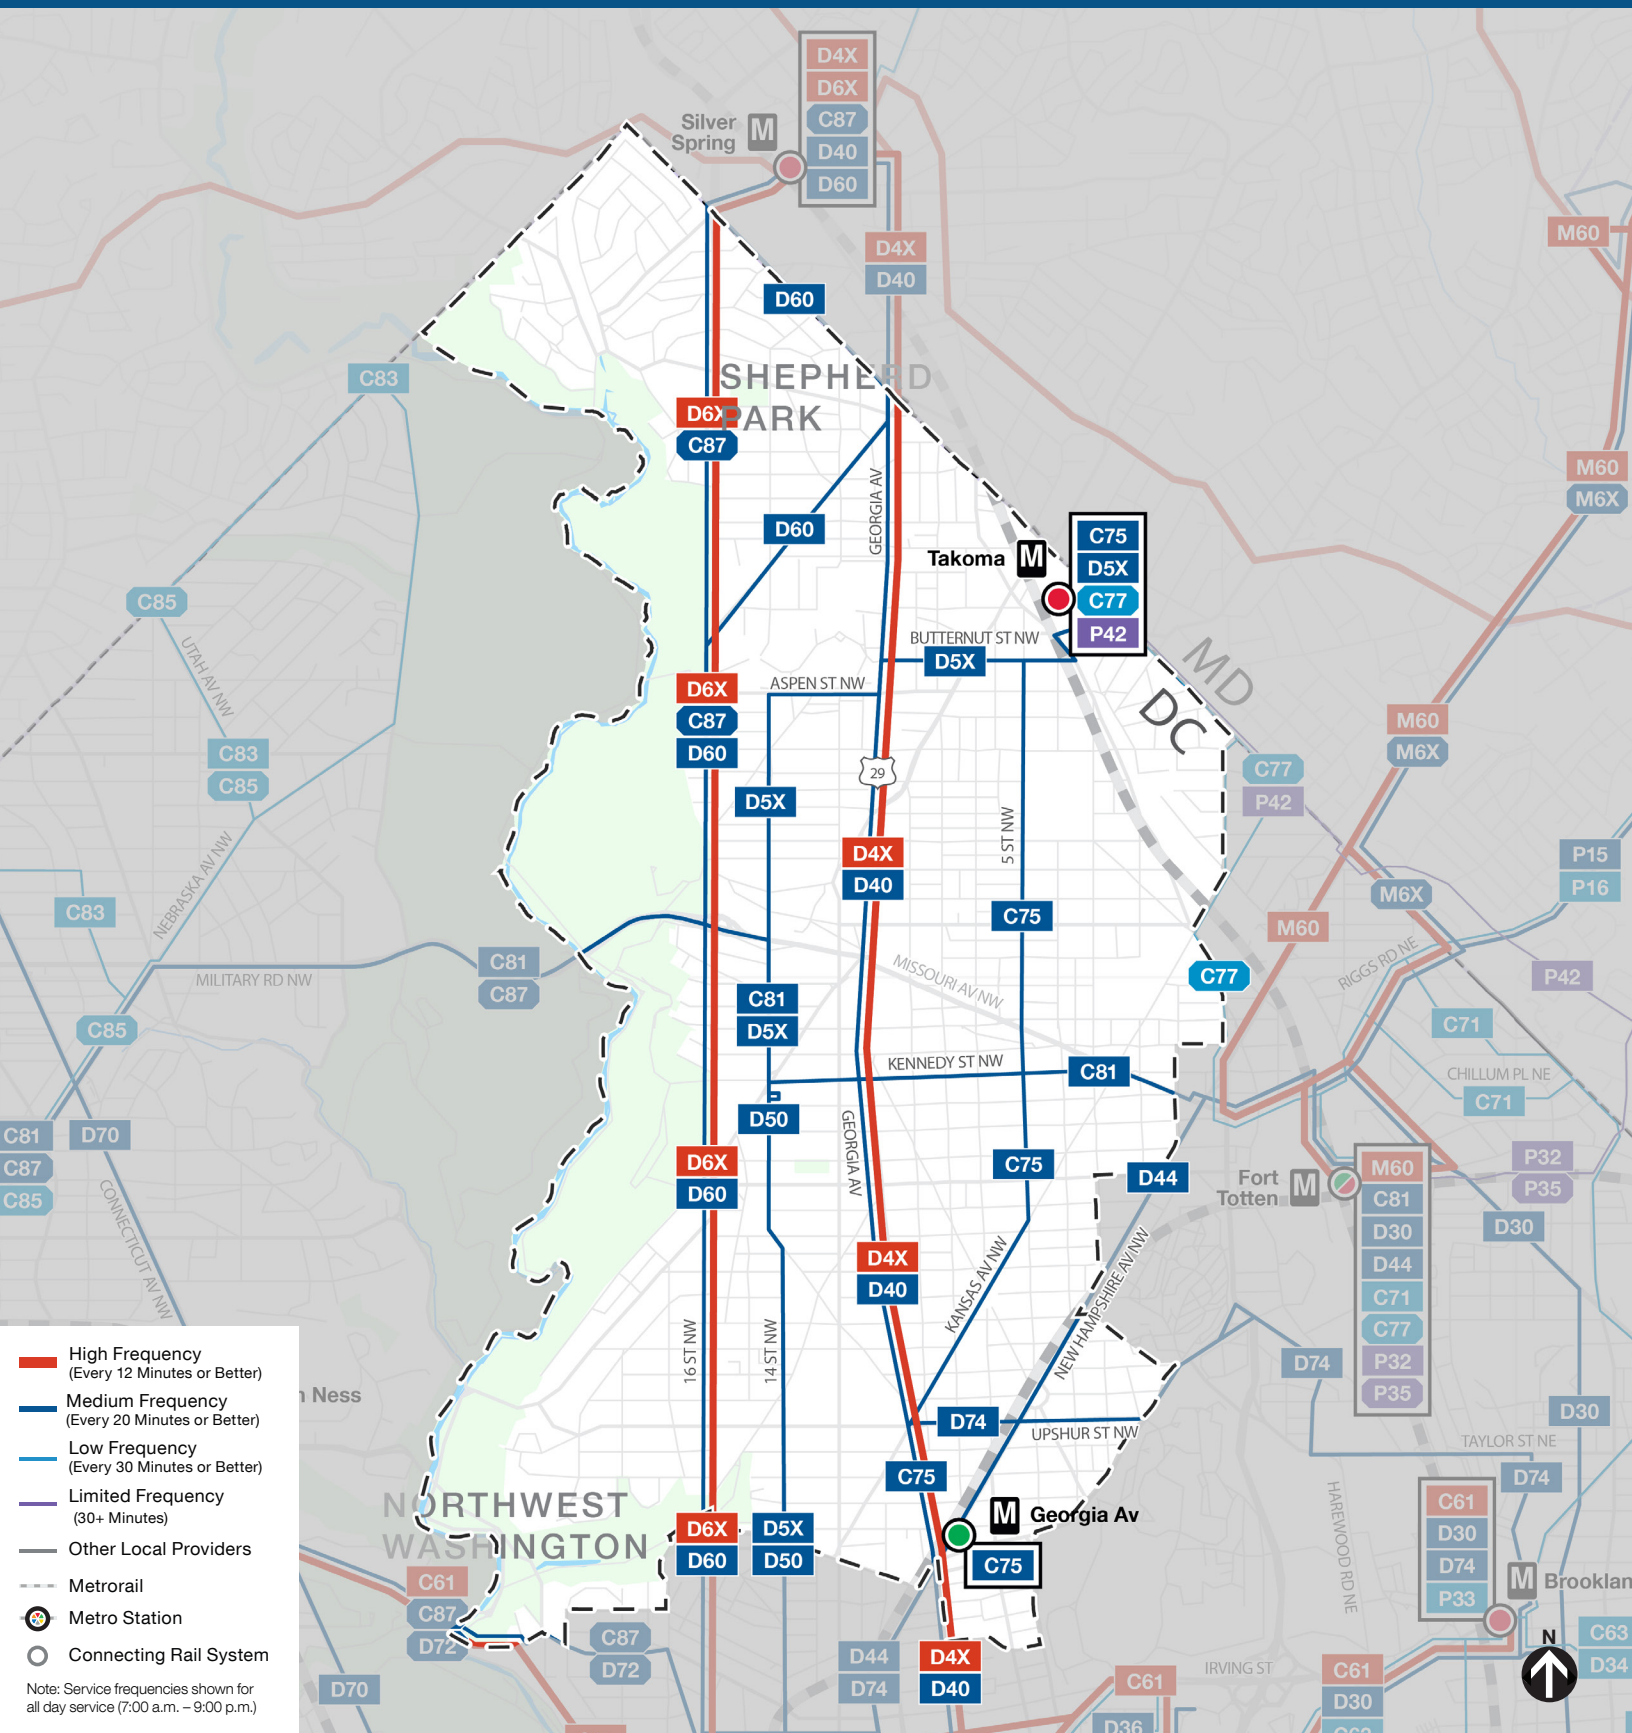 D4X
D6X
C87
D40
D60
Silver
Spring
M
D4X
D40
M60
D60
C83
SHEPHERD
PARK
D6X
C87
GEORGIA AV
D60
M60
M6X
Takoma
M
C75
D5X
C77
P42
C85
UTAH AV NW
BUTTERNUT ST NW
D5X
MD
DC
ASPEN ST NW
D6X
C87
D60
C83
C85
M60
M6X
29
C77
P42
D5X
5 ST NW
D4X
D40
P15
P16
NEBRASKA AV NW
M6X
C83
C75
M60
RIGGS RD NE
MISSOURI AV NW
C81
C87
MILITARY RD NW
C77
P42
C81
D5X
C85
C71
KENNEDY ST NW
C81
CHILLUM PL NE
C71
D50
GEORGIA AV
C81
D70
C87
C85
D6X
D60
C75
D44
Fort
Totten
M
M60
C81
D30
D44
C71
C77
P32
P35
P32
P35
D30
CONNECTICUT AV NW
D4X
D40
KANSAS AV NW
NEW HAMPSHIRE AV NW
16 ST NW
14 ST NW
D74
n Ness
D74
UPSHUR ST NW
D30
TAYLOR ST NE
C75
D74
HAREWOOD RD NE
C61
D30
D74
P33
M
Brooklan
NORTHWEST
WASHINGTON
D6X
D60
D5X
D50
M
Georgia Av
C75
C61
C87
D72
C87
D72
D44
D74
D4X
D40
C61
IRVING ST
C61
D30
C63
D34
D70
D36
N
High Frequency
(Every 12 Minutes or Better)
Medium Frequency
(Every 20 Minutes or Better)
Low Frequency
(Every 30 Minutes or Better)
Limited Frequency
(30+ Minutes)
Other Local Providers
Metrorail
Metro Station
Connecting Rail System
Note: Service frequencies shown for
all day service (7:00 a.m. – 9:00 p.m.)